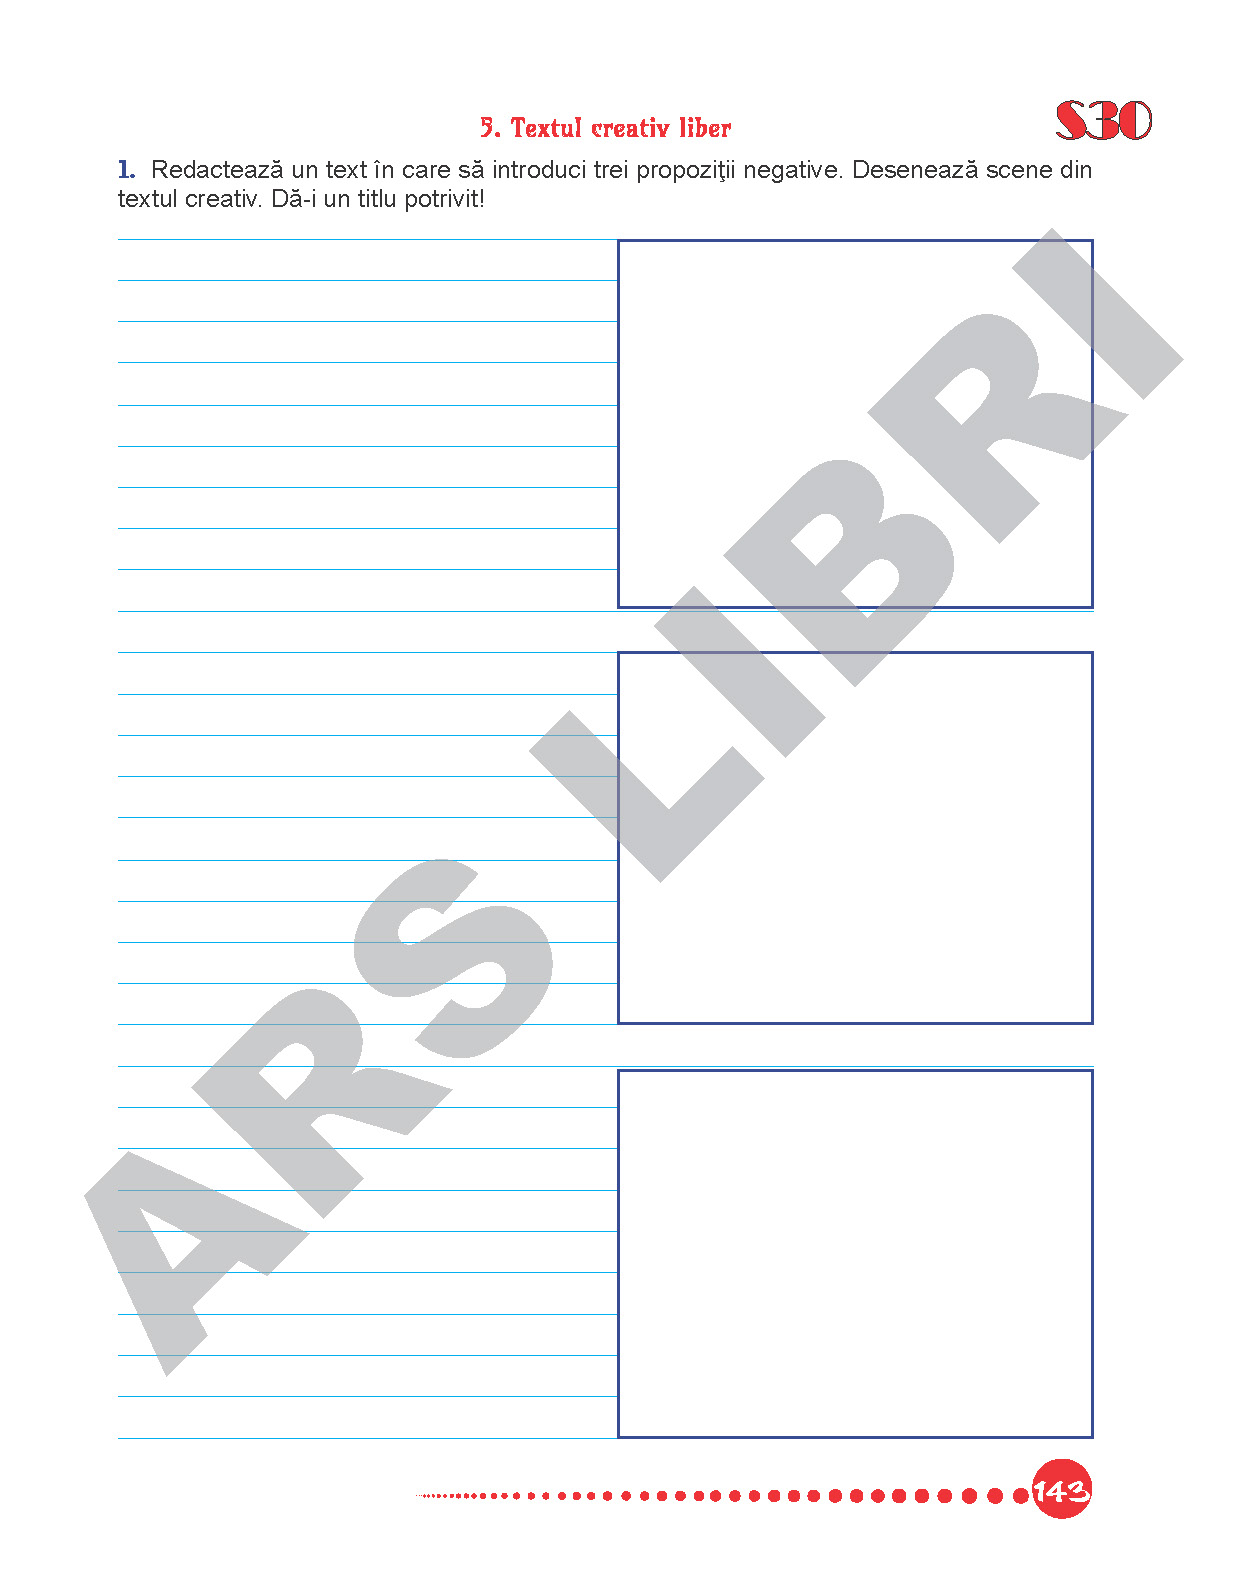 5. Textul creativ liber
S30
1. Redactează un text în care să introduci trei propoziţii negative. Desenează scene din
textul creativ. Dă-i un titlu potrivit!
ARS LIBRI
143